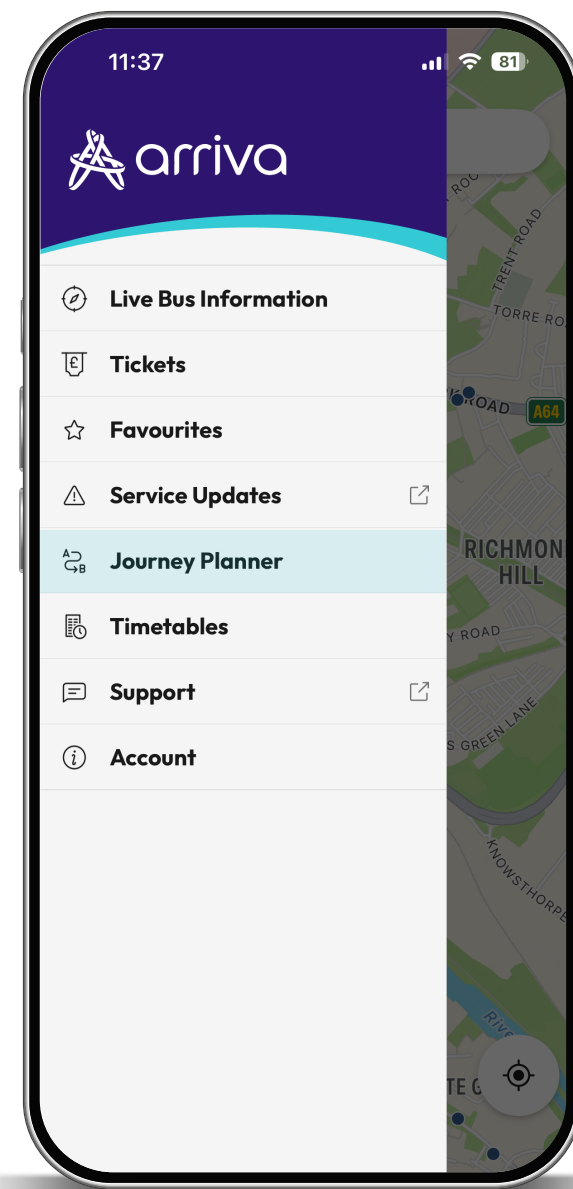 11:37
81
arriva
Live Bus Information
Tickets
Favourites
Service Updates
A
B
Journey Planner
Timetables
Support
Account
TRENT ROAD
TORRE RO
ROAD
A64
RICHMON
HILL
Y ROAD
S GREEN LANE
KNOWSTHORPE
Rive
TE G